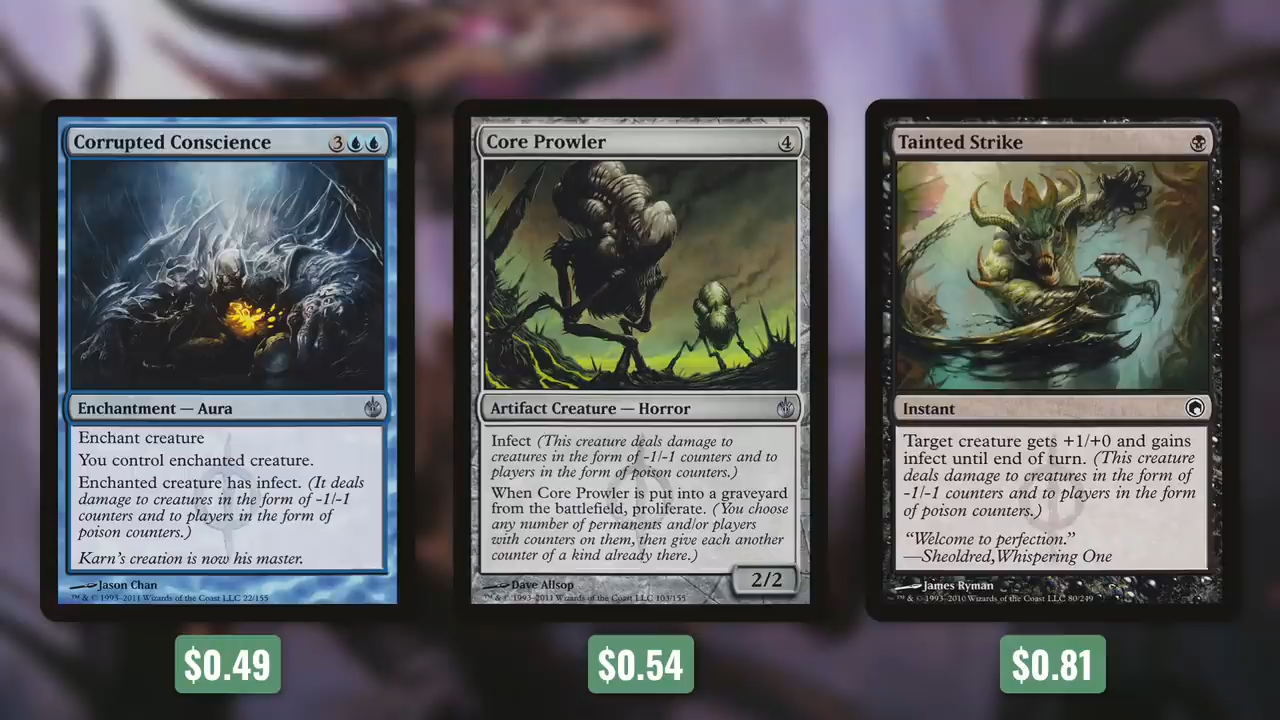 Corrupted Conscience
3
Enchantment — Aura
Enchant creature
You control enchanted creature.
Enchanted creature has infect. (It deals
damage to creatures in the form of -1/-1
counters and to players in the form of
poison counters.)
Karn's creation is now his master.
Jason Chan
™ & © 1993–2011 Wizards of the Coast LLC 22/155
$0.49
Core Prowler
4
Artifact Creature — Horror
Infect (This creature deals damage to
creatures in the form of -1/-1 counters and to
players in the form of poison counters.)
When Core Prowler is put into a graveyard
from the battlefield, proliferate. (You choose
any number of permanents and/or players
with counters on them, then give each another
counter of a kind already there.)
2/2
Dave Allsop
™ & © 1993–2011 Wizards of the Coast LLC 103/155
$0.54
Tainted Strike
Instant
Target creature gets +1/+0 and gains
infect until end of turn. (This creature
deals damage to creatures in the form of
-1/-1 counters and to players in the form
of poison counters.)
“Welcome to perfection.”
—Sheoldred, Whispering One
James Ryman
™ & © 1993–2010 Wizards of the Coast LLC 80/249
$0.81